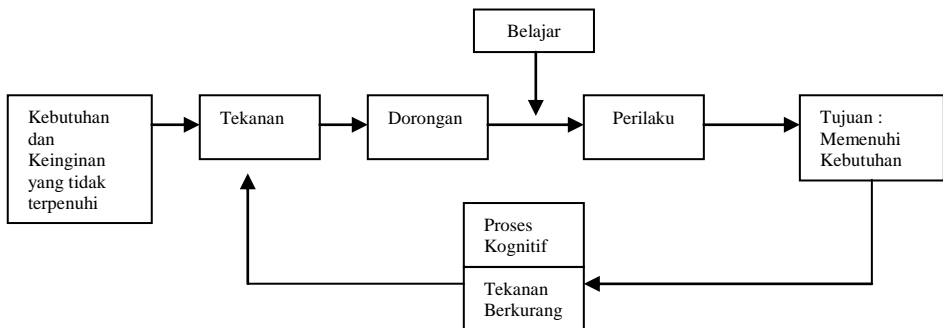 Belajar
Kebutuhan
dan
Keinginan
yang tidak
terpenuhi
Tekanan
Dorongan
Perilaku
Tujuan :
Memenuhi
Kebutuhan
Proses
Kognitif
Tekanan
Berkurang